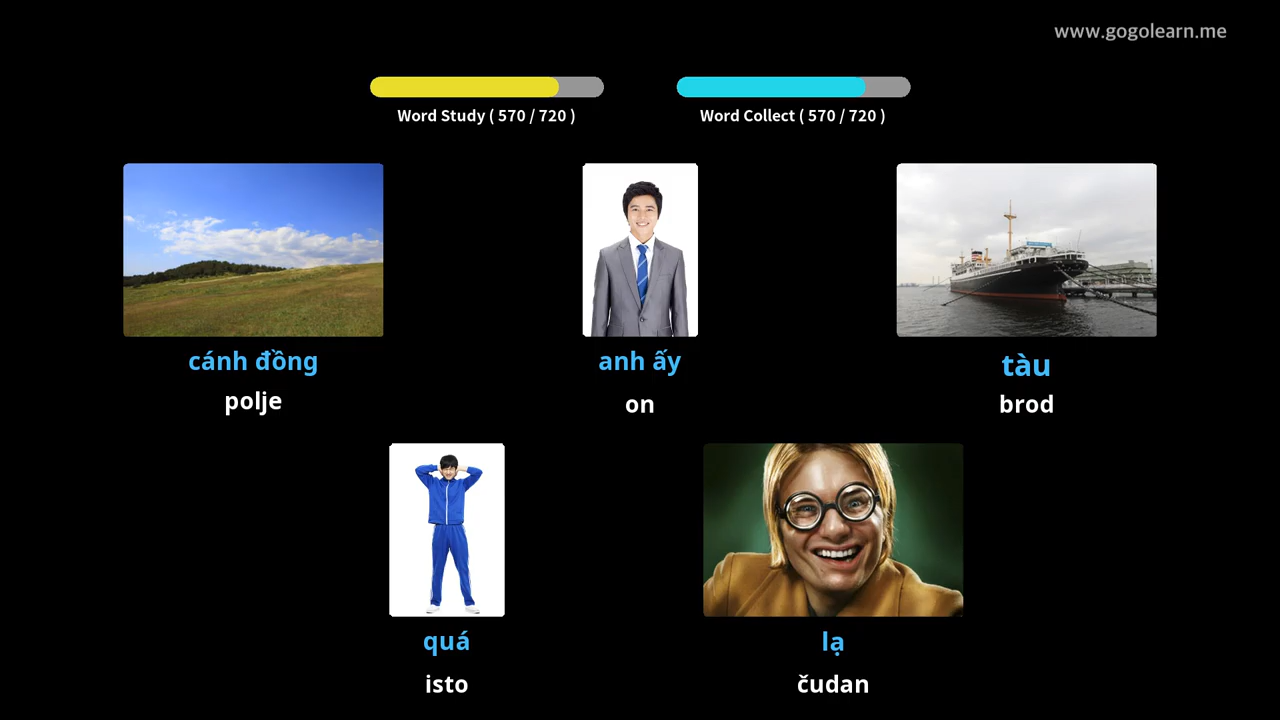 www.gogolearn.me
Word Study ( 570 / 720 )
Word Collect ( 570 / 720 )
cánh đồng
anh ấy
tàu
polje
on
brod
quá
lạ
isto
čudan